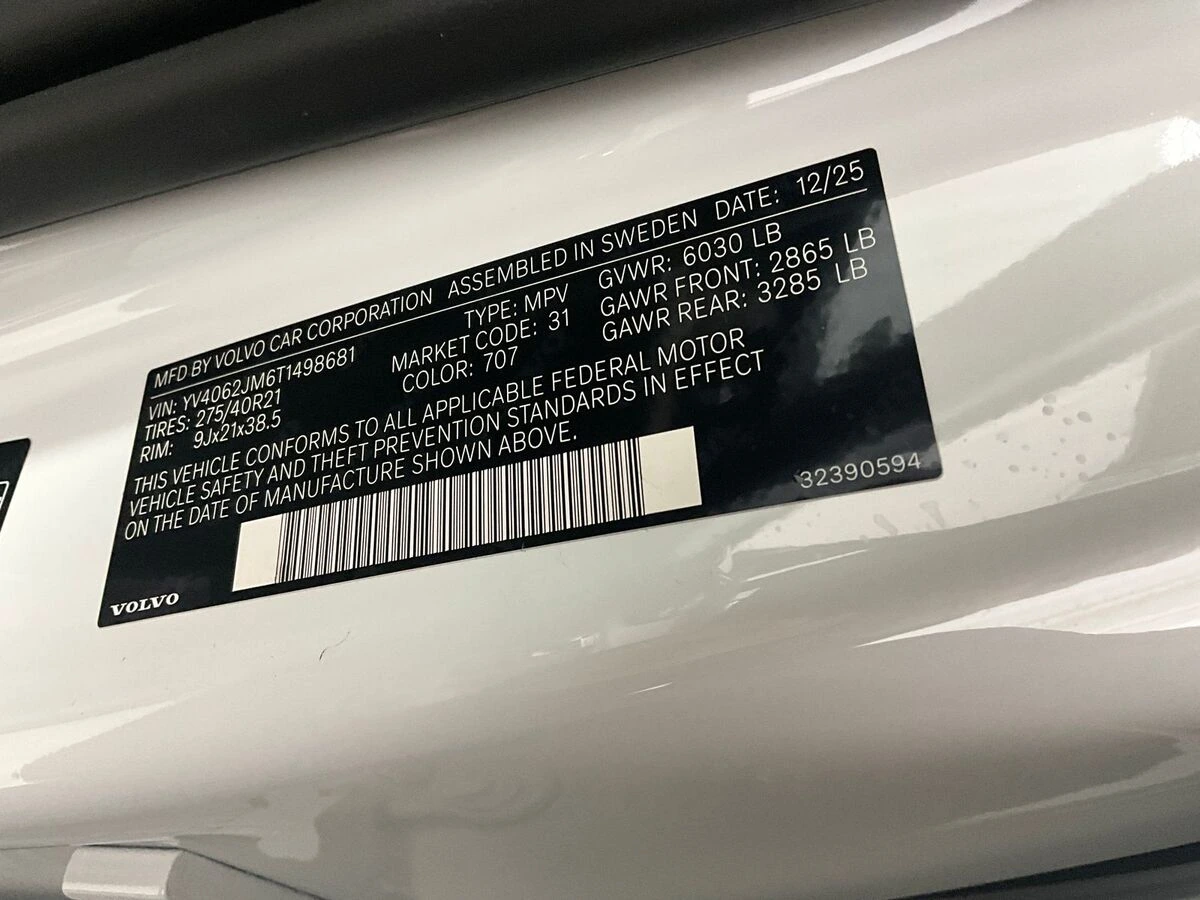 MFD BY VOLVO CAR CORPORATION ASSEMBLED IN SWEDEN DATE: 12/25
VIN: YV4062JM6T1498681 TYPE: MPV GVWR: 6030 LB
TIRES: 275/40R21 MARKET CODE: 31 GAWR FRONT: 2865 LB
RIM: 9Jx21x38.5 COLOR: 707 GAWR REAR: 3285 LB
THIS VEHICLE CONFORMS TO ALL APPLICABLE FEDERAL MOTOR
VEHICLE SAFETY AND THEFT PREVENTION STANDARDS IN EFFECT
ON THE DATE OF MANUFACTURE SHOWN ABOVE.
32390594
VOLVO